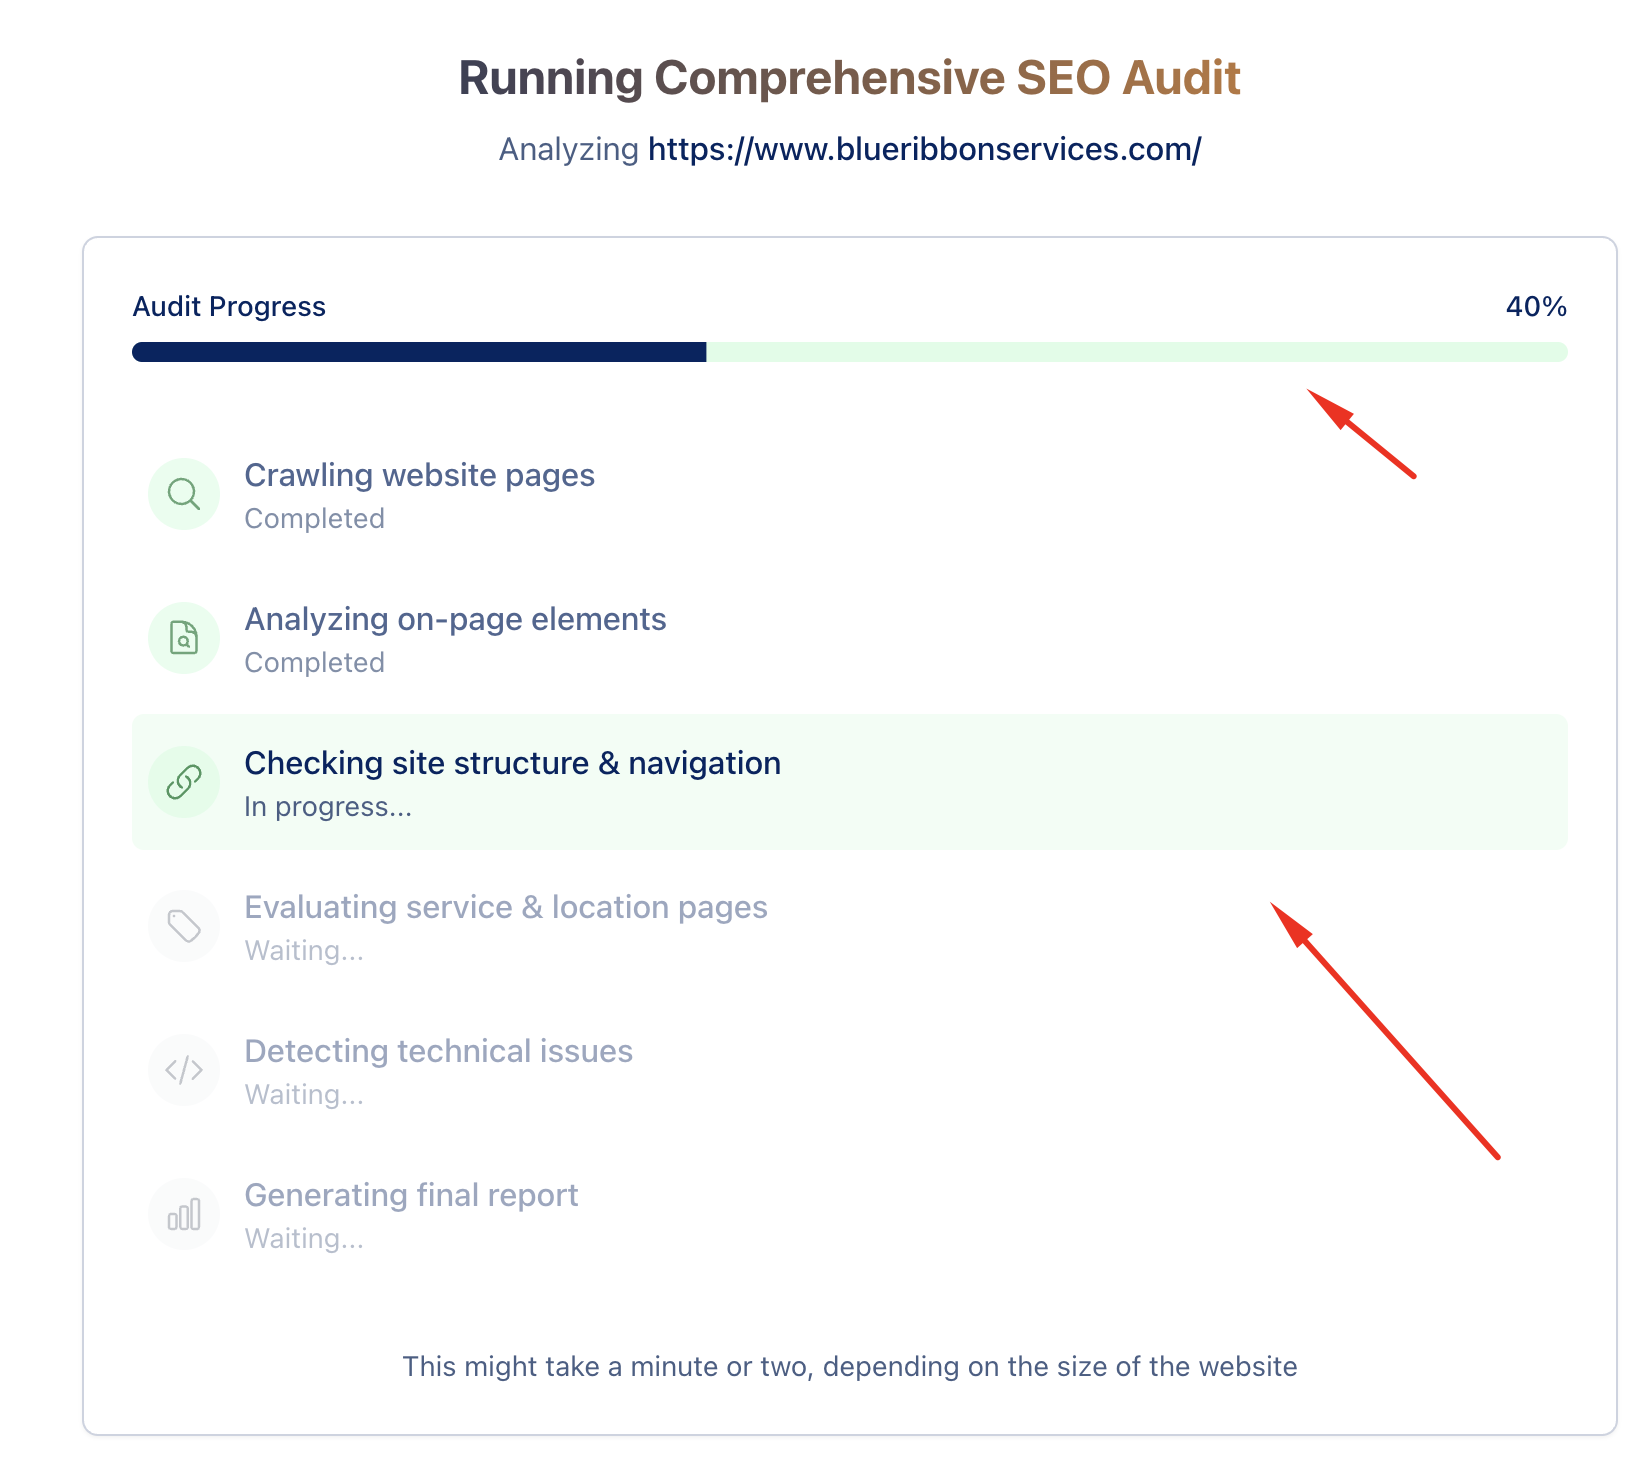 Running Comprehensive SEO Audit
Analyzing https://www.blueribbonservices.com/
Audit Progress 40%
Crawling website pages
Completed
Analyzing on-page elements
Completed
Checking site structure & navigation
In progress...
Evaluating service & location pages
Waiting...
Detecting technical issues
Waiting...
Generating final report
Waiting...
This might take a minute or two, depending on the size of the website